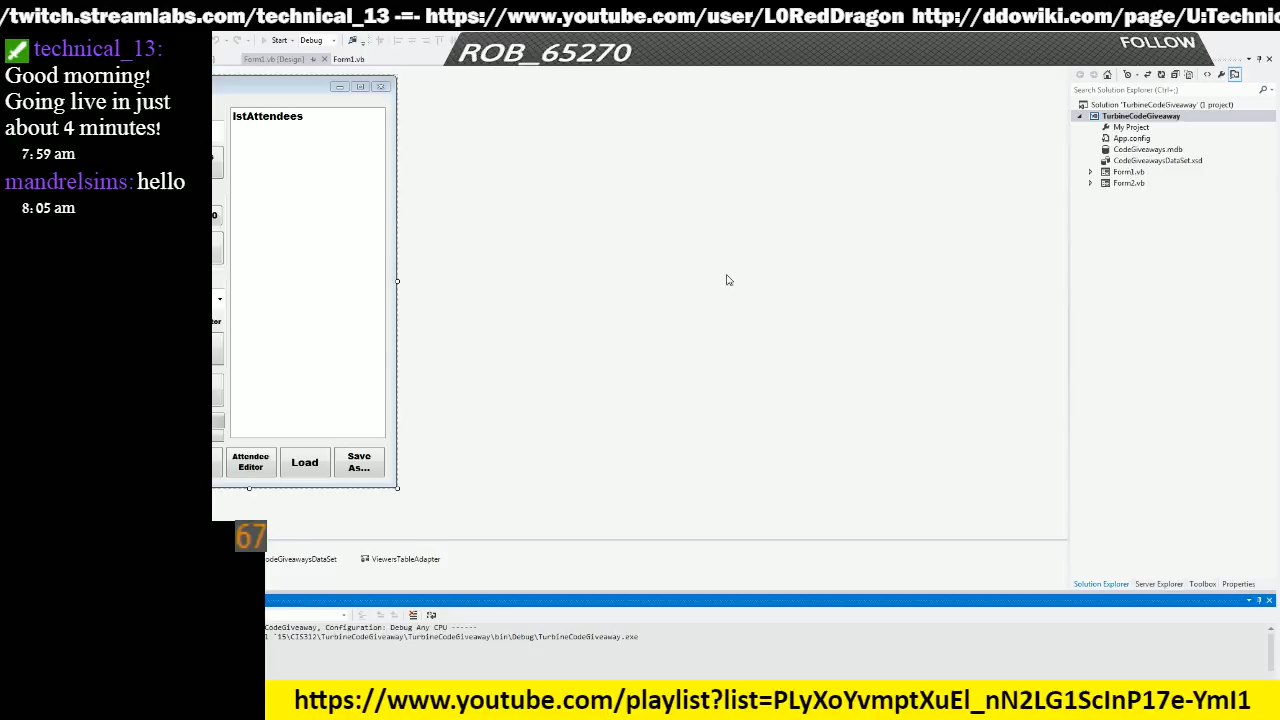 /twitch.streamlabs.com/technical_13 -=- https://www.youtube.com/user/L0RedDragon http://ddowiki.com/page/U:Technic
technical_13:
Good morning!
Going live in just
about 4 minutes!
7:59 am
mandrelsims: hello
8:05 am
Start Debug
ROB_65270
FOLLOW
Form1.vb [Design] Form1.vb
lstAttendees
Attendee
Editor
Load
Save
As...
67
Search Solution Explorer (Ctrl+;)
Solution 'TurbineCodeGiveaway' (1 project)
TurbineCodeGiveaway
My Project
App.config
CodeGiveaways.mdb
CodeGiveawaysDataSet.xsd
Form1.vb
Form2.vb
odeGiveawaysDataSet ViewersTableAdapter
Solution Explorer Server Explorer Toolbox Properties
CodeGiveaway, Configuration: Debug Any CPU ------
`15\CIS312\TurbineCodeGiveaway\TurbineCodeGiveaway\bin\Debug\TurbineCodeGiveaway.exe
https://www.youtube.com/playlist?list=PLyXoYvmptXuEl_nN2LG1ScInP17e-YmI1